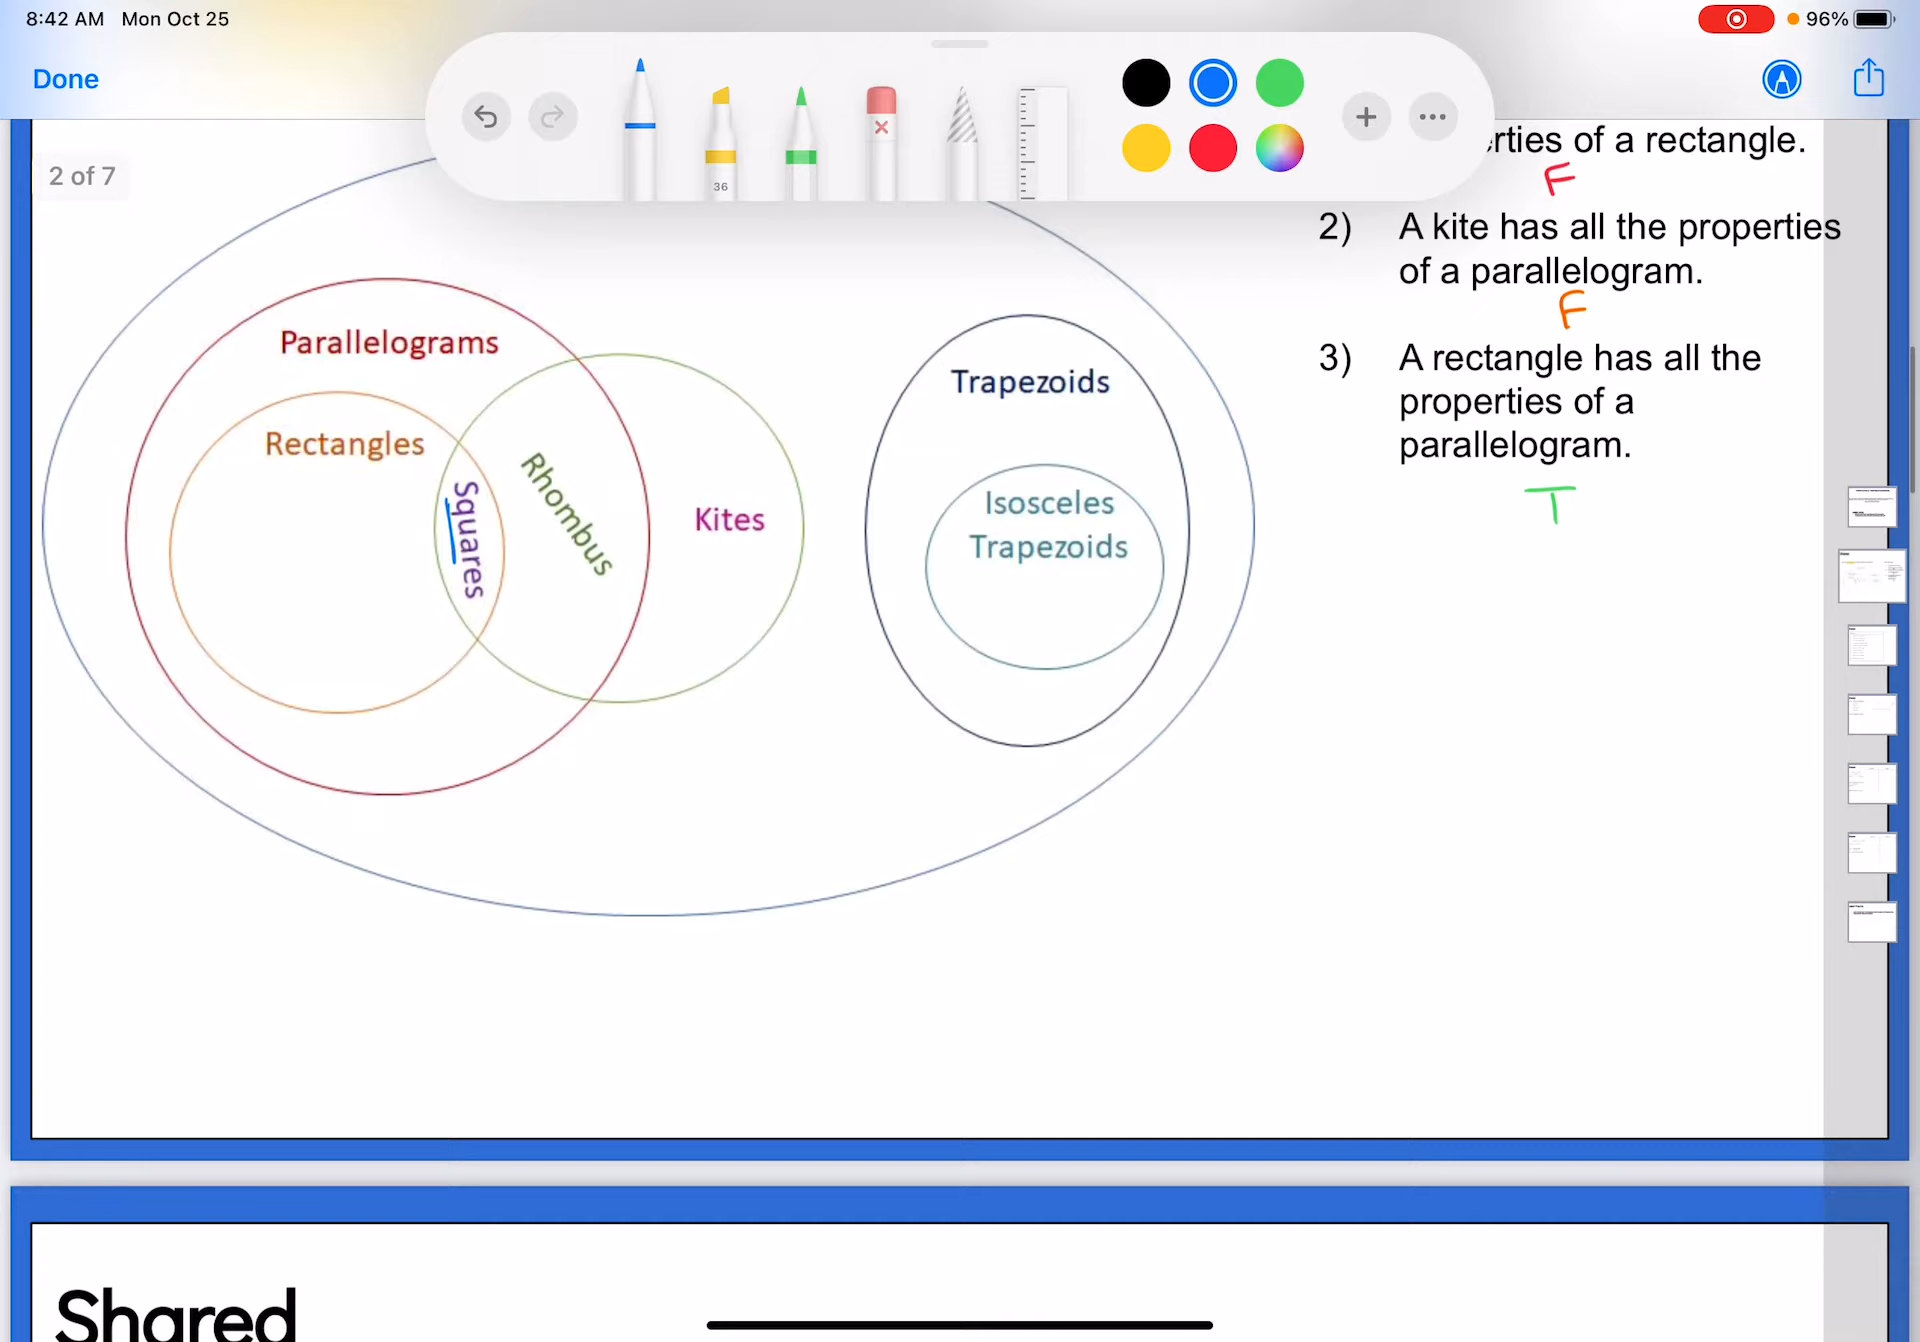 8:42 AM Mon Oct 25
96%
Done
36
2 of 7
of a rectangle.
F
2) A kite has all the properties
of a parallelogram.
F
3) A rectangle has all the
properties of a
parallelogram.
T
Parallelograms
Rectangles
Squares
Rhombus
Kites
Trapezoids
Isosceles
Trapezoids
Shared